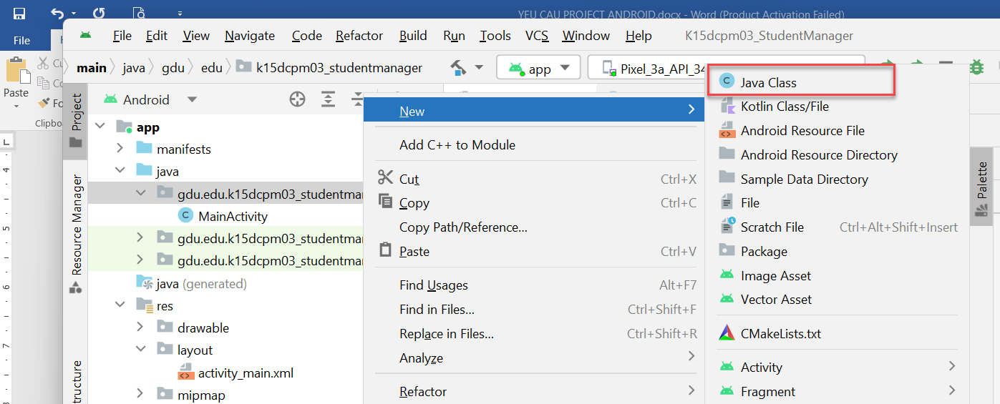 YEU CAU PROJECT ANDROID.docx - Word (Product Activation Failed)
File
Paste
Clipboa
File Edit View Navigate Code Refactor Build Run Tools VCS Window Help K15dcpm03_StudentManager
main java gdu edu k15dcpm03_studentmanager app Pixel_3a_API_34
Project
Resource Manager
Android
app
manifests
java
gdu.edu.k15dcpm03_studentmar
MainActivity
gdu.edu.k15dcpm03_studentmar
gdu.edu.k15dcpm03_studentmar
java (generated)
res
drawable
layout
activity_main.xml
mipmap
New
Add C++ to Module
Cut Ctrl+X
Copy Ctrl+C
Copy Path/Reference...
Paste Ctrl+V
Find Usages Alt+F7
Find in Files... Ctrl+Shift+F
Replace in Files... Ctrl+Shift+R
Analyze
Refactor
Java Class
Kotlin Class/File
Android Resource File
Android Resource Directory
Sample Data Directory
File
Scratch File Ctrl+Alt+Shift+Insert
Package
Image Asset
Vector Asset
CMakeLists.txt
Activity
Fragment
Palette